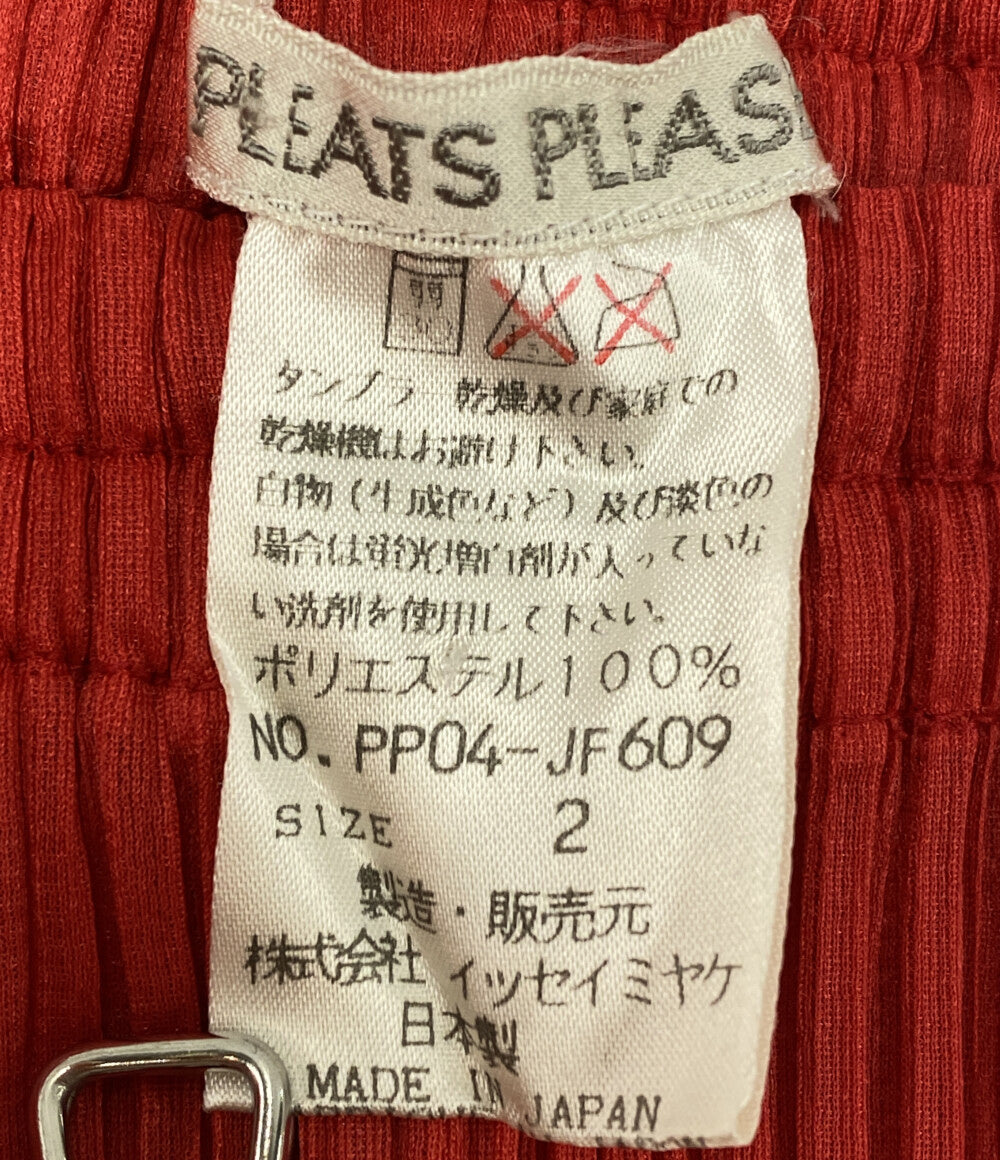 PLEATS PLEAS
タンブラー乾燥及び家庭での
乾燥機はお避け下さい。
白物（生成色など）及び淡色の
場合は蛍光増白剤が入っていな
い洗剤を使用して下さい。
ポリエステル100%
NO. PP04-JF609
SIZE 2
製造・販売元
株式会社 イッセイミヤケ
日本製
MADE IN JAPAN